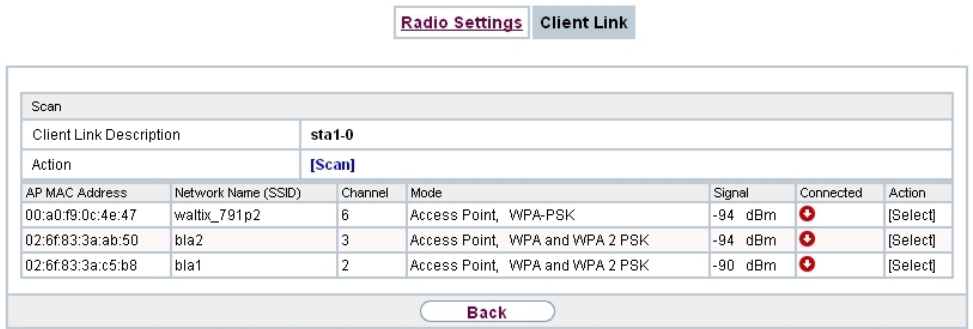 Radio Settings Client Link
Scan
Client Link Description sta1-0
Action [Scan]
AP MAC Address Network Name (SSID) Channel Mode Signal Connected Action
00:a0:f9:0c:4e:47 waltix_791p2 6 Access Point, WPA-PSK -94 dBm [Select]
02:6f:83:3a:ab:50 bla2 3 Access Point, WPA and WPA 2 PSK -94 dBm [Select]
02:6f:83:3a:c5:b8 bla1 2 Access Point, WPA and WPA 2 PSK -90 dBm [Select]
Back